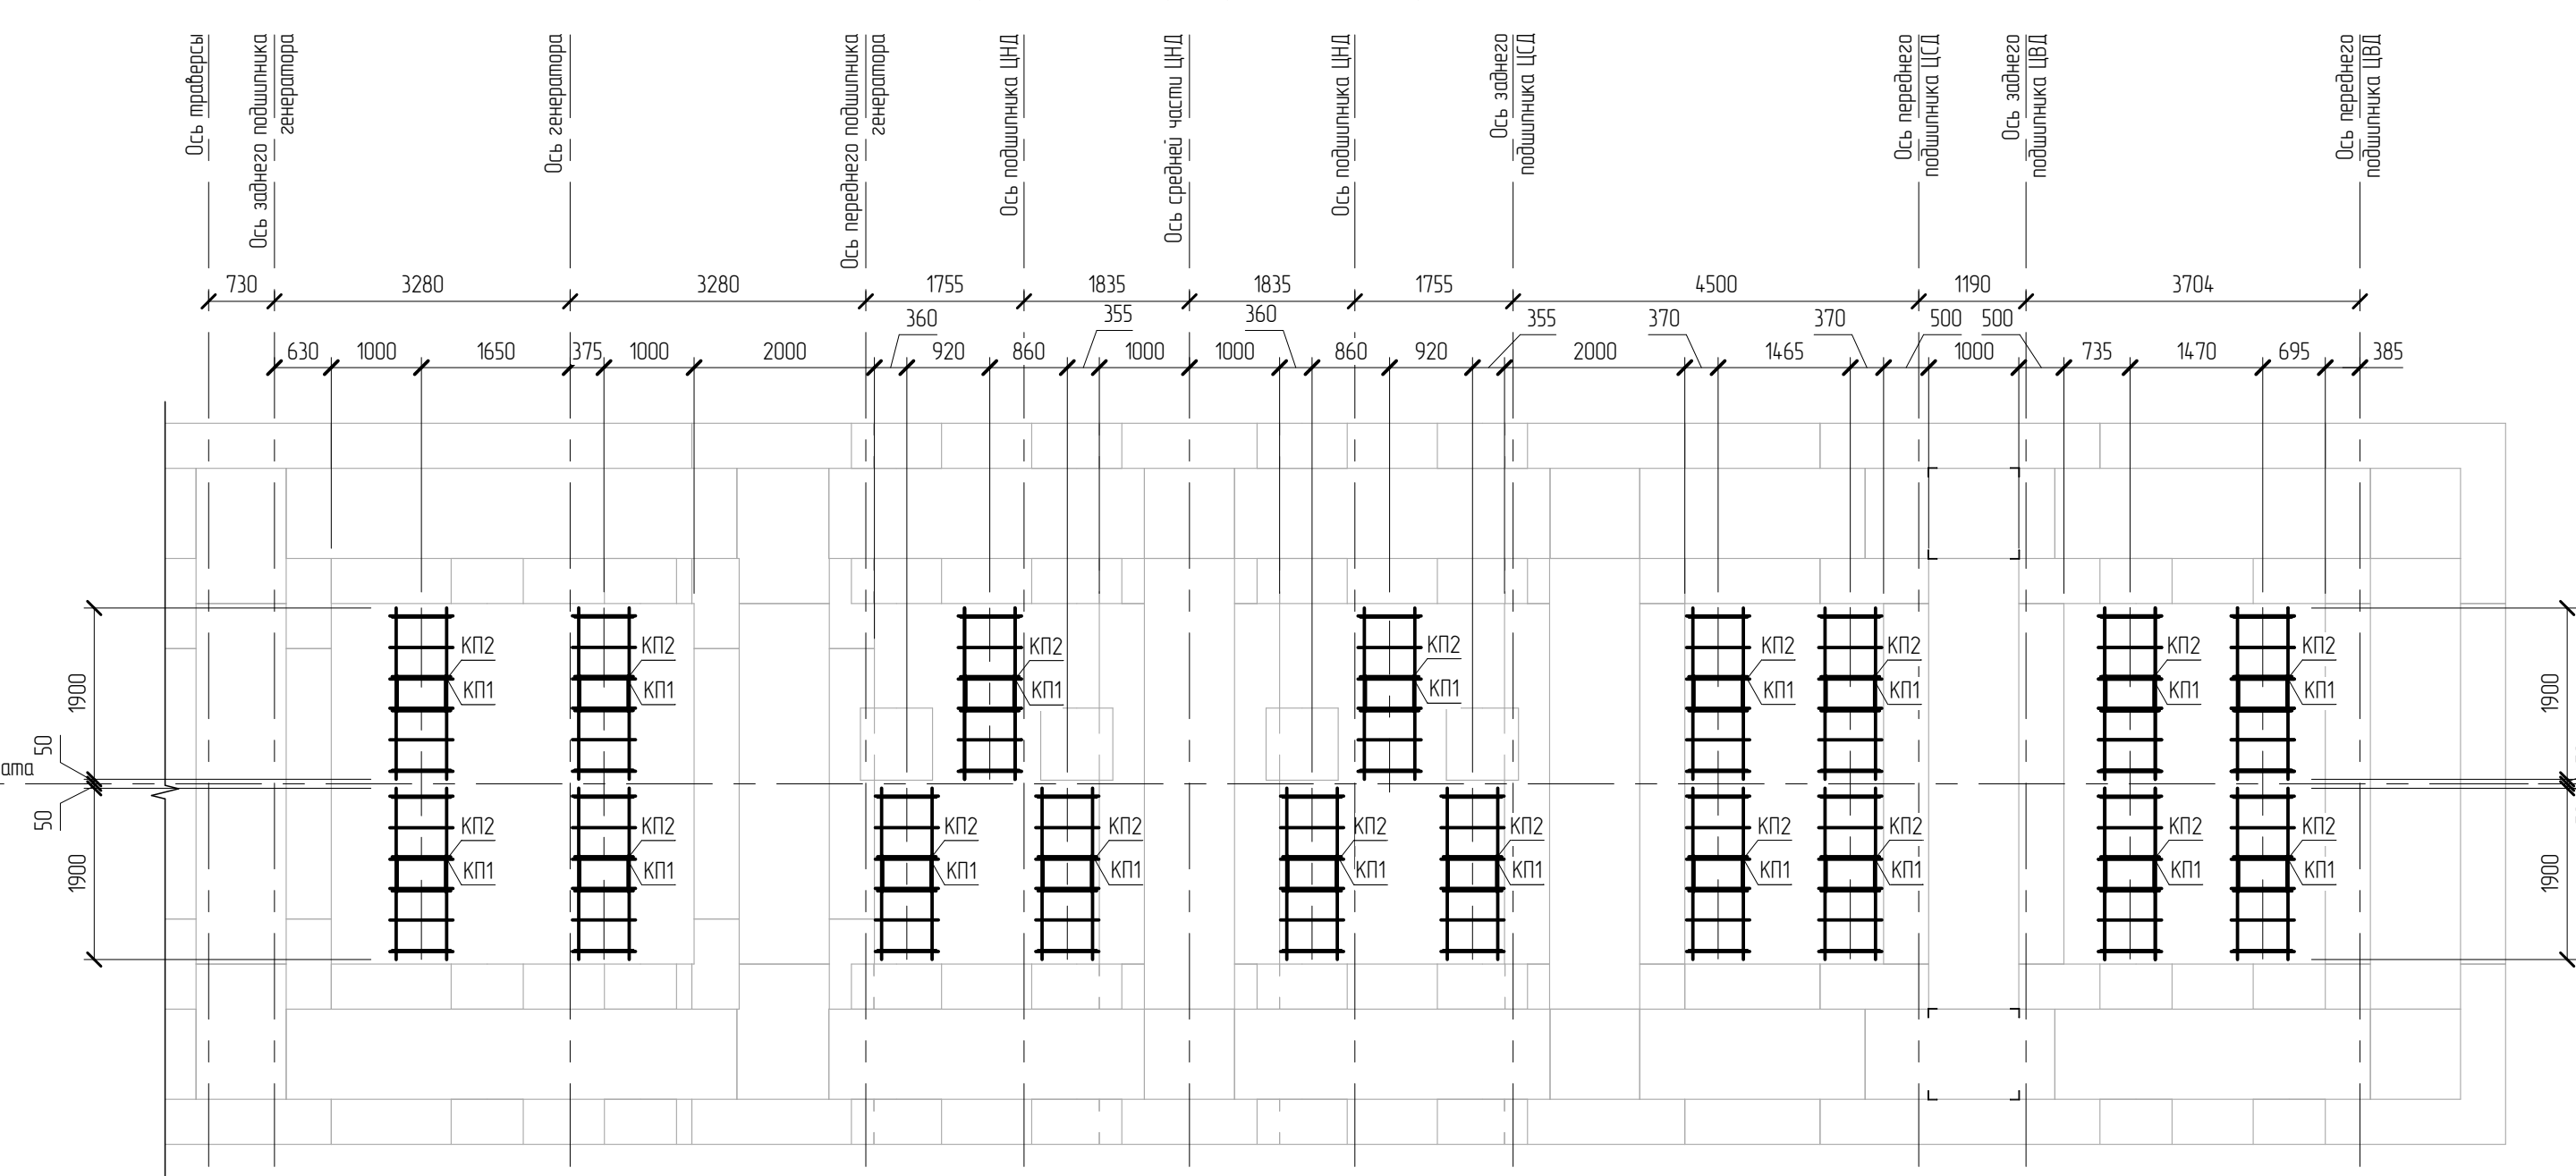 Ось траверсы
Ось заднего подшипника
генератора
Ось генератора
Ось переднего подшипника
генератора
Ось подшипника ЦНД
Ось средней части ЦНД
Ось подшипника ЦНД
Ось заднего
подшипника ЦСД
Ось переднего
подшипника ЦСД
Ось заднего
подшипника ЦВД
Ось переднего
подшипника ЦВД
730 3280 3280 1755 1835 1835 1755 4500 1190 3704
360 355 360 355 370 370 500 500
630 1000 1650 375 1000 2000 920 860 1000 1000 860 920 2000 1465 1000 735 1470 695 385
КП2 КП2 КП2 КП2 КП2 КП2 КП2 КП2
КП1 КП1 КП1 КП1 КП1 КП1 КП1 КП1
1900 1900
50
ата
50
КП2 КП2 КП2 КП2 КП2 КП2 КП2 КП2 КП2 КП2
КП1 КП1 КП1 КП1 КП1 КП1 КП1 КП1 КП1 КП1
1900 1900